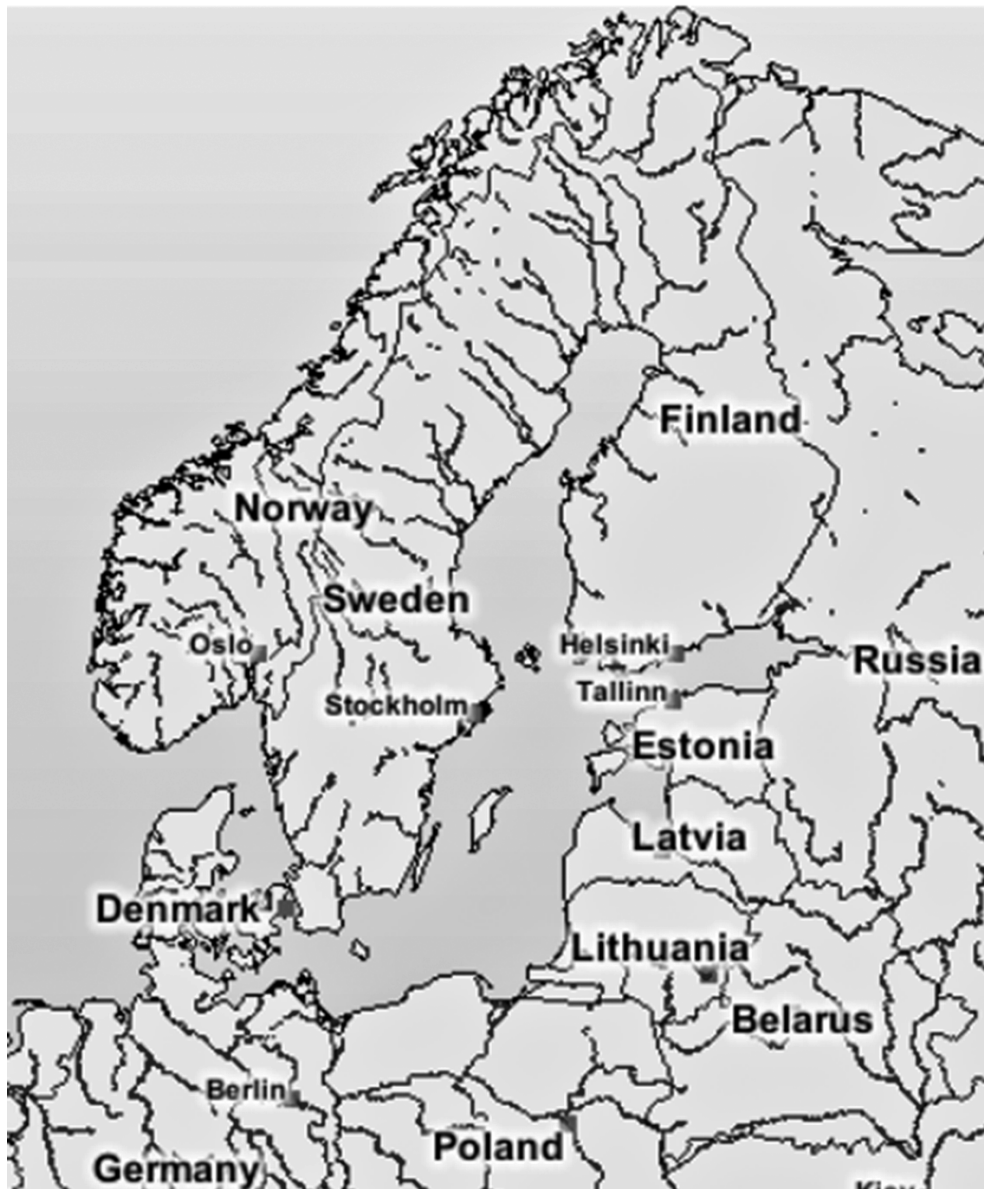 Finland
Norway
Sweden
Oslo
Helsinki
Russia
Tallinn
Stockholm
Estonia
Latvia
Denmark
Lithuania
Belarus
Berlin
Poland
Germany